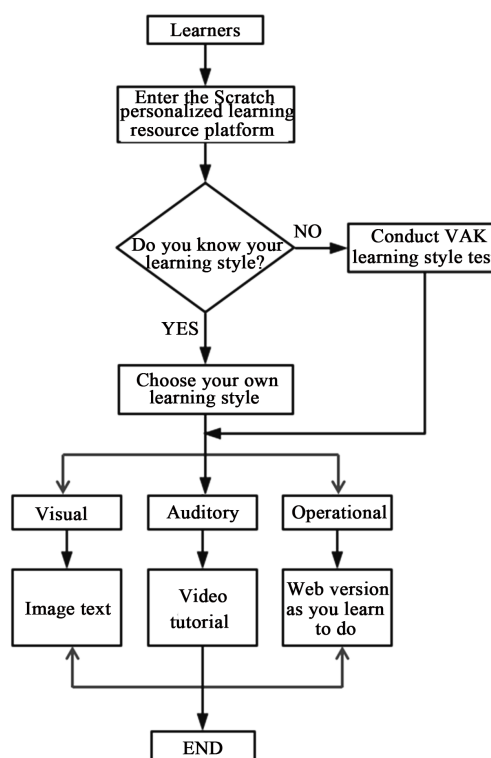 Learners
Enter the Scratch
personalized learning
resource platform
Do you know your
learning style?
NO
Conduct VAK
learning style test
YES
Choose your own
learning style
Visual
Auditory
Operational
Image text
Video
tutorial
Web version
as you learn
to do
END